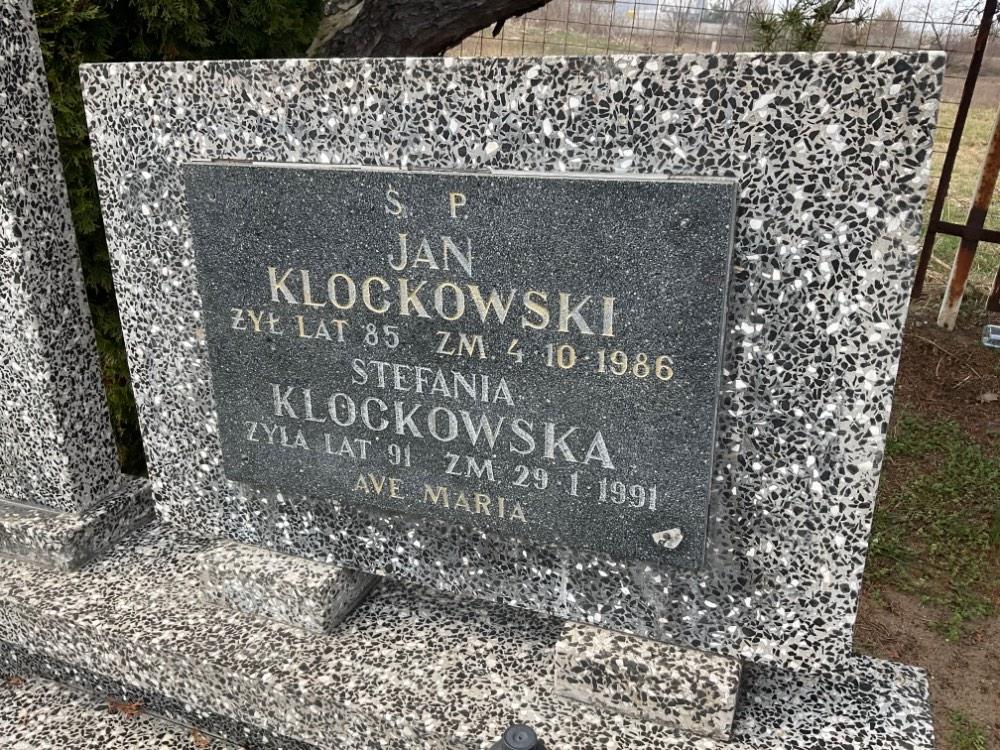 Ś. P.
JAN
KLOCKOWSKI
ŻYŁ LAT 85 ZM. 4 10 1986
STEFANIA
KLOCKOWSKA
ŻYŁA LAT 91 ZM. 29 1 1991
AVE MARIA